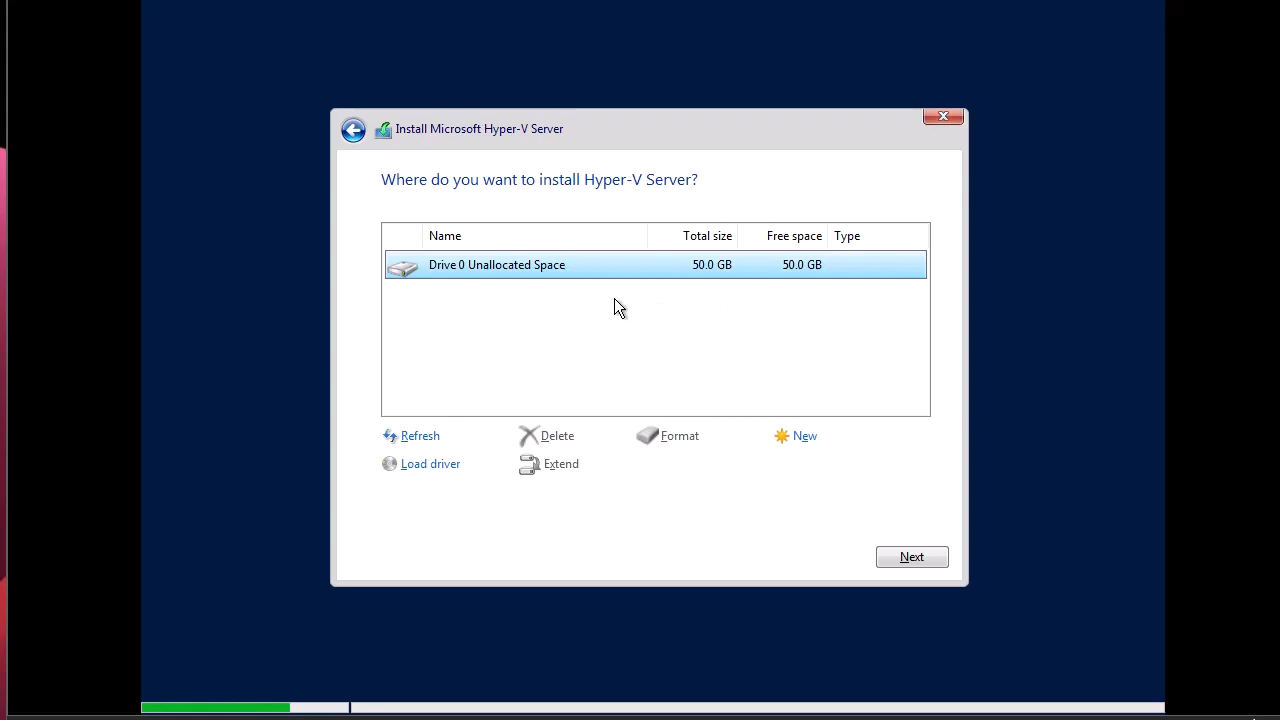 Install Microsoft Hyper-V Server
Where do you want to install Hyper-V Server?
Name Total size Free space Type
Drive 0 Unallocated Space 50.0 GB 50.0 GB
Refresh Delete Format New
Load driver Extend
Next